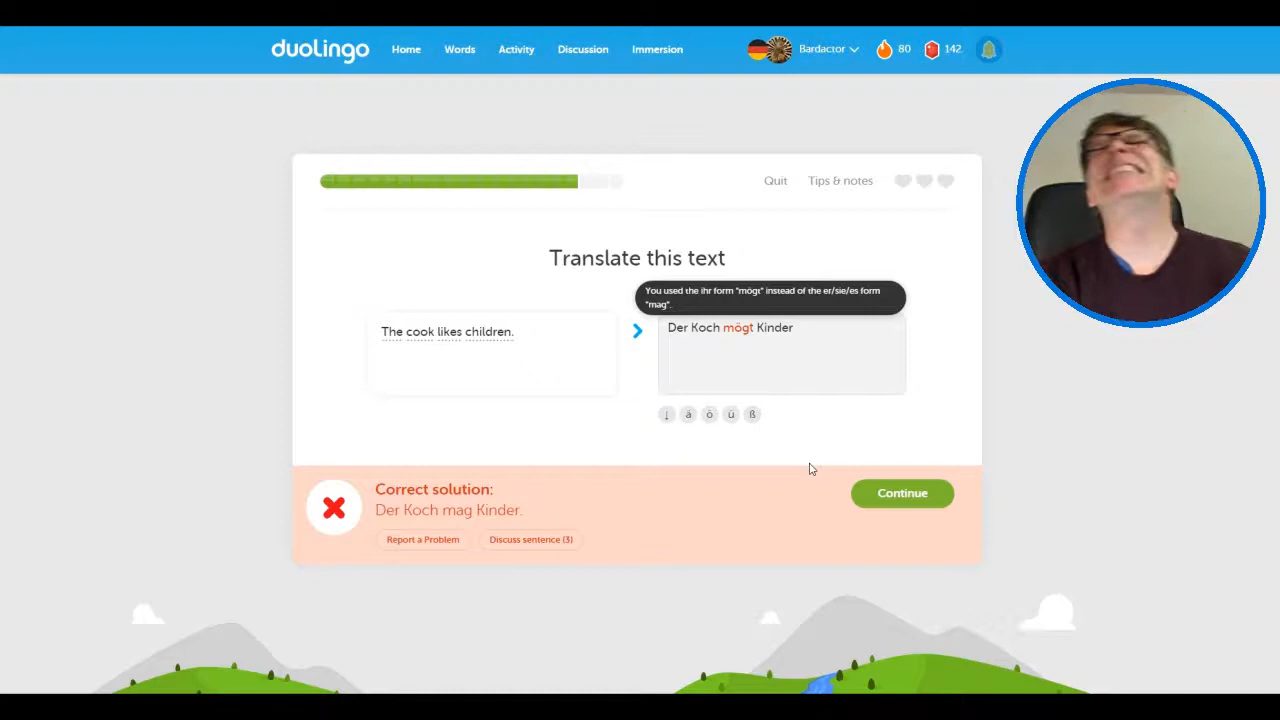 duolingo Home Words Activity Discussion Immersion Bardactor 80 142
Quit Tips & notes
Translate this text
You used the ihr form "mögt" instead of the er/sie/es form
"mag".
The cook likes children.
Der Koch mögt Kinder
↓ ä ö ü ß
Correct solution:
Der Koch mag Kinder.
Continue
Report a Problem Discuss sentence (3)